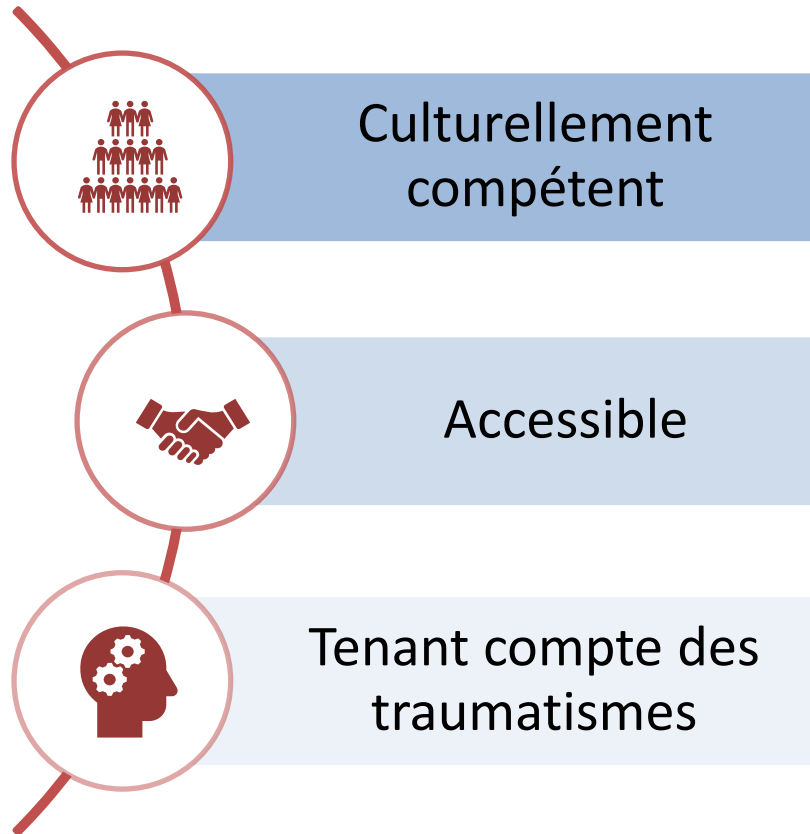 Culturellement
compétent
Accessible
Tenant compte des
traumatismes